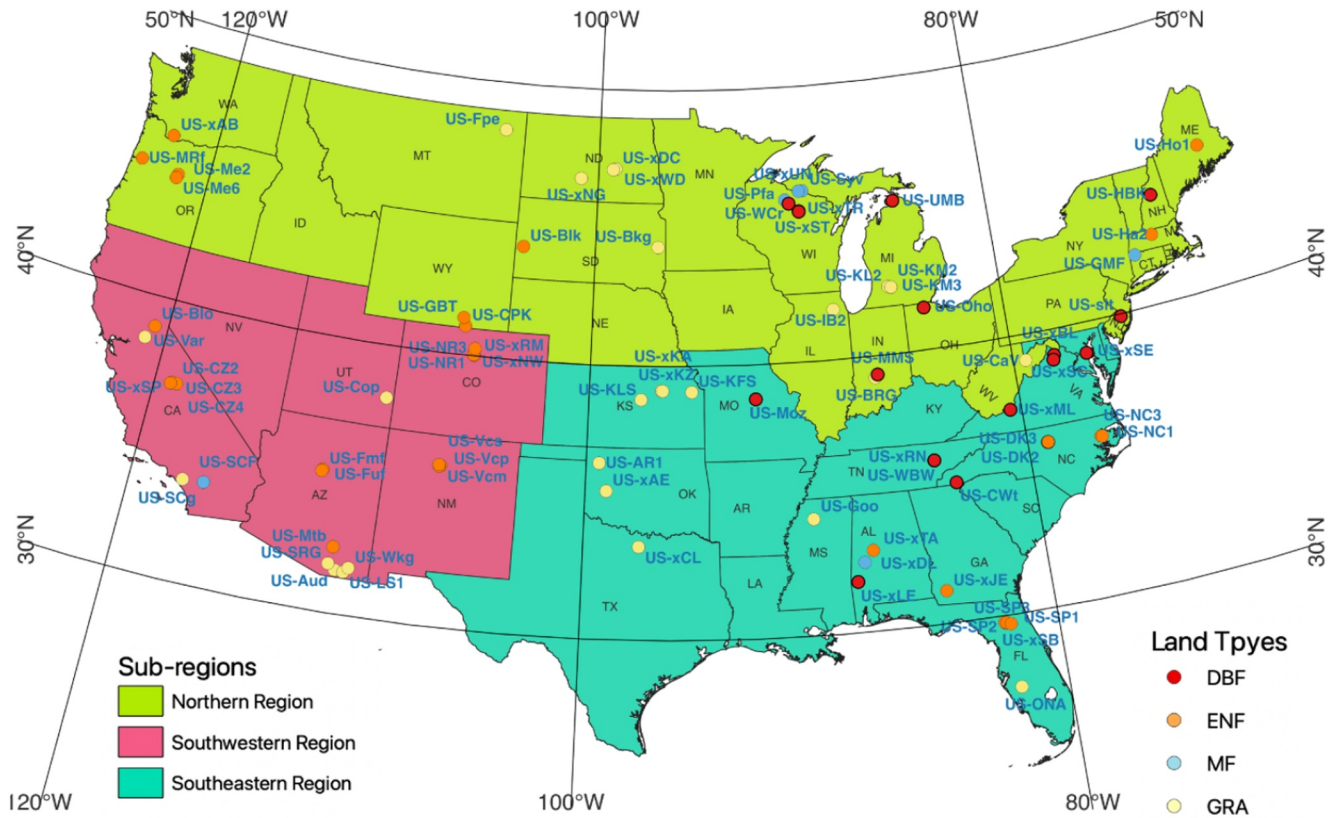 50°N 120°W 100°W 80°W 50°N
WA
US-xAB
US-Fpe
ME
US-Ho1
US-MRf
US-Me2
US-Me6
MT
ND
US-xDC
US-xWD
US-xNG
MN
US-xUN
US-Syv
US-Pfa
US-xTR
US-WCr
US-xST
US-UMB
US-HBK
NH
OR
ID
US-Blk
US-Bkg
SD
WI
MI
NY
US-Ha2
US-GMF
CT
40°N
40°N
WY
US-KL2
US-KM2
US-KM3
US-GBT
US-CPK
NE
IA
US-IB2
US-Oho
PA
US-slt
US-Blo
US-Var
NV
US-NR3
US-xRM
US-NR1
US-xNW
IL
IN
OH
US-xBL
US-xSE
US-MMS
US-CaV
US-xSC
US-xKA
US-xKZ
US-KFS
US-KLS
KS
US-CZ2
US-xSP
US-CZ3
US-CZ4
CA
UT
US-Cop
CO
MO
US-Moz
US-BRG
WV
VA
KY
US-xML
US-NC3
US-NC1
US-DK3
US-DK2
NC
US-SCF
US-SCg
US-Fmf
US-Fuf
AZ
US-Vcs
US-Vcp
US-Vcm
NM
US-AR1
US-xAE
OK
AR
TN
US-xRN
US-WBW
US-CWt
SC
US-Goo
MS
AL
US-xTA
US-xDL
GA
US-xJE
US-xLE
30°N
30°N
US-Mtb
US-SRG
US-Wkg
US-Aud
US-LS1
US-xCL
LA
TX
US-SP3
US-SP1
US-SP2
US-xSB
FL
US-ONA
Sub-regions
Northern Region
Southwestern Region
Southeastern Region
Land Tpyes
DBF
ENF
MF
GRA
120°W 100°W 80°W